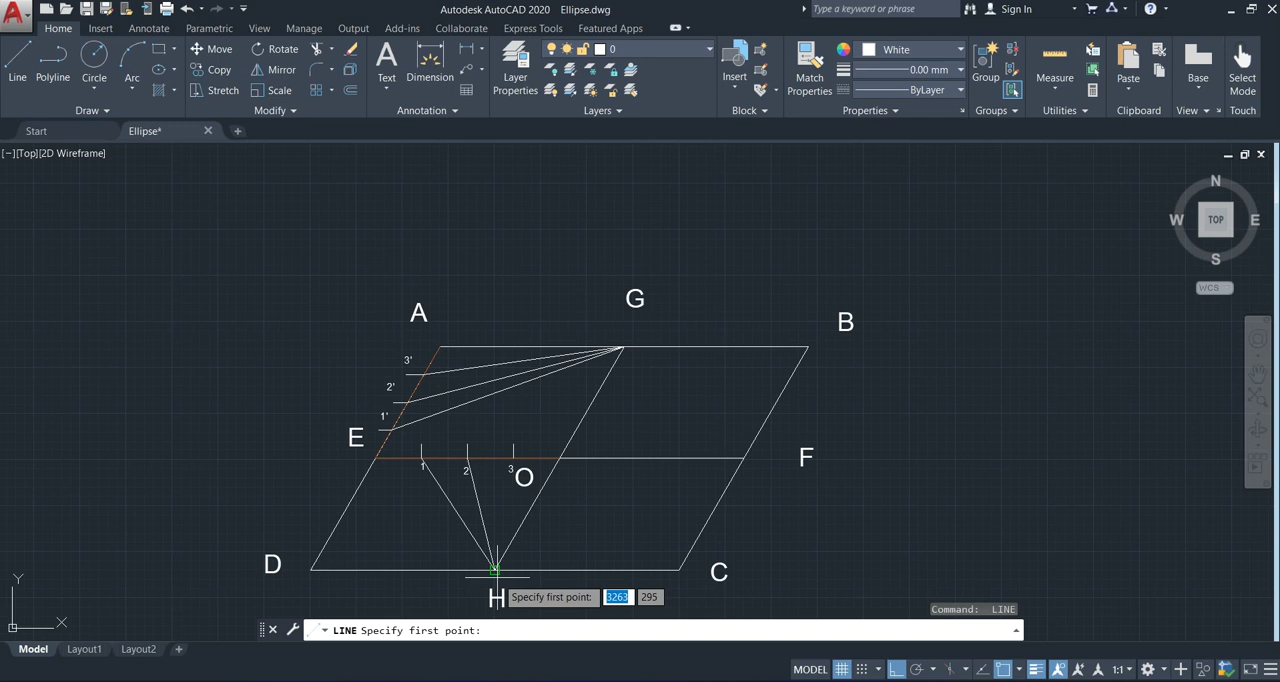 Autodesk AutoCAD 2020 Ellipse.dwg
Type a keyword or phrase
Sign In
Home Insert Annotate Parametric View Manage Output Add-ins Collaborate Express Tools Featured Apps
Line Polyline Circle Arc
Move Rotate
Copy Mirror
Stretch Scale
Text Dimension
Layer Properties
0
Insert
Match Properties
White
0.00 mm
ByLayer
Group
Measure
Paste
Base
Select Mode
Draw Modify Annotation Layers Block Properties Groups Utilities Clipboard View Touch
Start Ellipse*
[−][Top][2D Wireframe]
N
W TOP E
S
WCS
G
A
B
3'
2'
1'
E
F
1 2 3
O
D
C
H Specify first point: 3263 295
Y
X
Command: LINE
LINE Specify first point:
Model Layout1 Layout2
MODEL 1:1